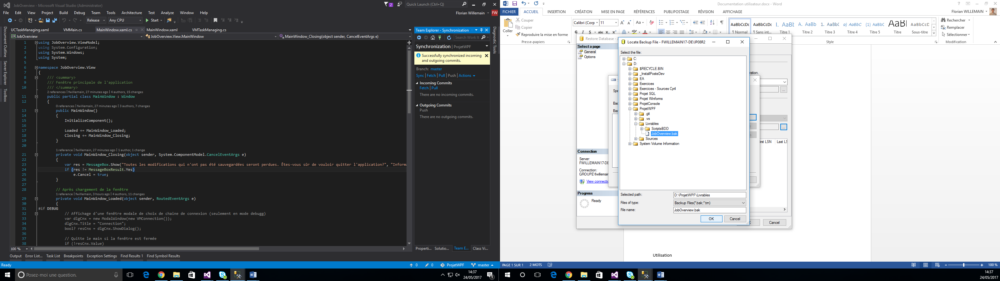 JobOverview - Microsoft Visual Studio (Administrator)
2
Quick Launch (Ctrl+Q)
File Edit View Project Build Debug Team Tools Architecture Test Analyze Window Help
Florian Willemain FW
Release Any CPU Start
UCTaskManaging.xaml VMMain.cs MainWindow.xaml.cs MainWindow.xaml VMTaskManaging.cs
JobOverview JobOverview.View.MainWindow MainWindow_Closing(object sender, CancelEventArgs e)
Document Outline
Server Explorer
Toolbox
1 using JobOverview.ViewModel;
2 using System.Configuration;
3 using System.Windows;
4 using System;
5
6 namespace JobOverview.View
7 {
8 /// <summary>
9 /// Fenêtre principale de l'application
10 /// </summary>
2 references | fwillemain, 27 minutes ago | 4 authors, 15 changes
11 public partial class MainWindow : Window
12 {
0 references | fwillemain, 27 minutes ago | 3 authors, 7 changes
13 public MainWindow()
14 {
15 InitializeComponent();
16
17 Loaded += MainWindow_Loaded;
18 Closing += MainWindow_Closing;
19 }
20
1 reference | fwillemain, 27 minutes ago | 1 author, 1 change
21 private void MainWindow_Closing(object sender, System.ComponentModel.CancelEventArgs e)
22 {
23 var res = MessageBox.Show("Toutes les modifications qui n'ont pas été sauvegardées seront perdues. Êtes-vous sûr de vouloir quitter l'application?", "Informa
24 if (res != MessageBoxResult.Yes)
25 e.Cancel = true;
26 }
27
28 // Après chargement de la fenêtre
1 reference | fwillemain, 3 hours ago | 4 authors, 11 changes
29 private void MainWindow_Loaded(object sender, RoutedEventArgs e)
30 {
31 #if DEBUG
32 // Affichage d'une fenêtre modale de choix de chaine de connexion (seulement en mode debugg)
33 var dlgCnx = new ModalWindow(new VMConnection());
34 dlgCnx.Title = "Connection";
35 bool? resCnx = dlgCnx.ShowDialog();
36
37 // Quitte le main si la fenêtre est fermée
38 if (!resCnx.Value)
100 %
Output Error List... Task List Breakpoints Exception Settings Find Results 1 Find Symbol Results
Ready
0 0 ProjetWPF master
Team Explorer - Synchronization
Search Work It
Synchronization | ProjetWPF
Successfully synchronized incoming
and outgoing commits.
Branch: master
Sync | Fetch | Pull | Push | Actions
Incoming Commits
Fetch | Pull
There are no incoming commits.
Outgoing Commits
Push
There are no outgoing commits.
Properti... Solutio... Team E... Class Vi...
Diagnostic Tools
Posez-moi une question.
14:37
24/05/2017
1
Documentation utilisateur.docx - Word
FICHIER ACCUEIL INSERTION CRÉATION MISE EN PAGE RÉFÉRENCES PUBLIPOSTAGE RÉVISION AFFICHAGE
Florian WILLEMAIN
Coller
Couper
Copier
Reproduire la mise en forme
Presse-papiers
Calibri (Corp 11
G I S abc
AaBbCcDc AaBbCcDc 1. AaBb A. AaBb 1. AaBbC a) AaBbCc (1) AaBbC AaBl AaBbCcD
¶ Normal ¶ Sans int... Titre 1 Titre 2 Titre 3 Titre 4 Titre 5 Titre Sous-titre
Style
Rechercher
Remplacer
Sélectionner
Modification
Restore Database -
Select a page
General
Options
Connection
Server:
FWILLEMAIN17-DE
Connection:
GROUPE\fwillemain
View connectio
Progress
Ready
ration.
Spe
Bac
Bac
irst LSN Last LS
Cancel
Locate Backup File - FWILLEMAIN17-DE\IP08R2
Select the file:
C:
D:
$RECYCLE.BIN
_InstallPosteDev
EA
Exercices
Exercices - Sources Cyril
Projet SQL
Projet Winforms
ProjetConsole
ProjetWPF
.git
.vs
Livrables
ScriptsBDD
JobOverview.bak
Sources
System Volume Information
Selected path: D:\ProjetWPF\Livrables
Files of type: Backup Files(*.bak;*.trn)
File name: JobOverview.bak
OK Cancel
Utilisation
PAGE 1 SUR 1 2 MOTS
100 %
14:37
24/05/2017